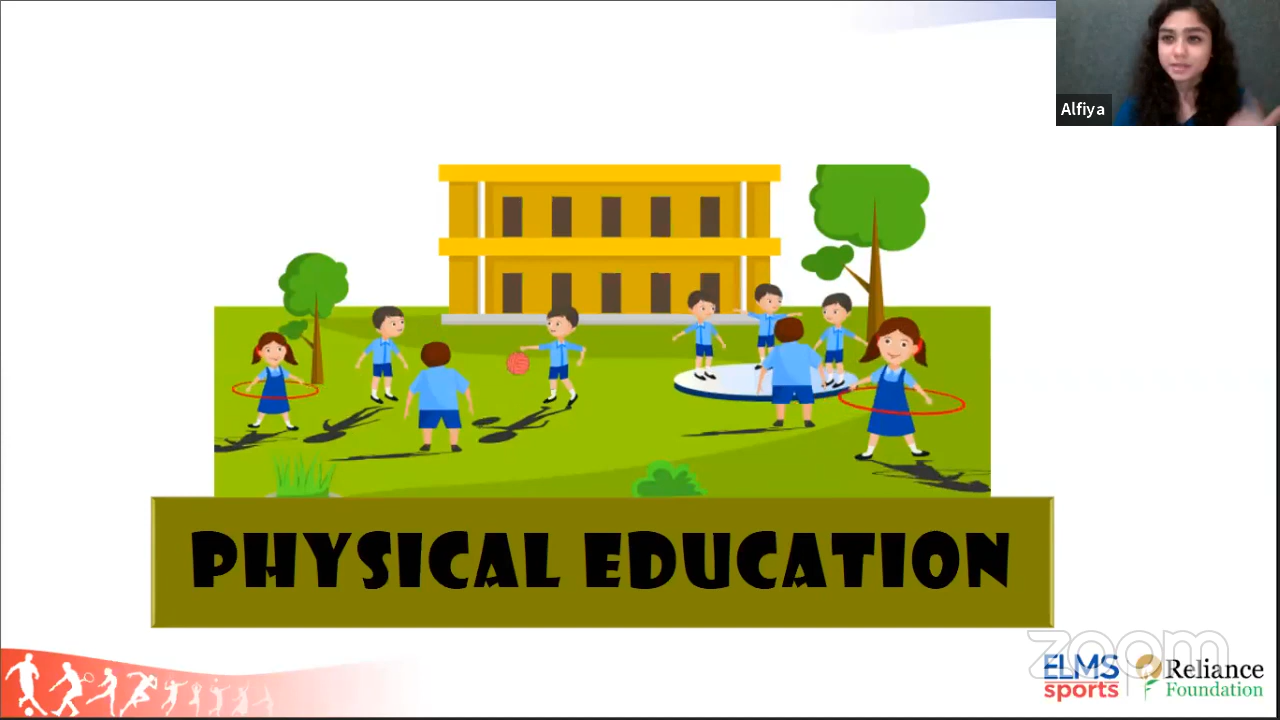 Alfiya
PHYSICAL EDUCATION
zoom
ELMS
sports
Reliance
Foundation